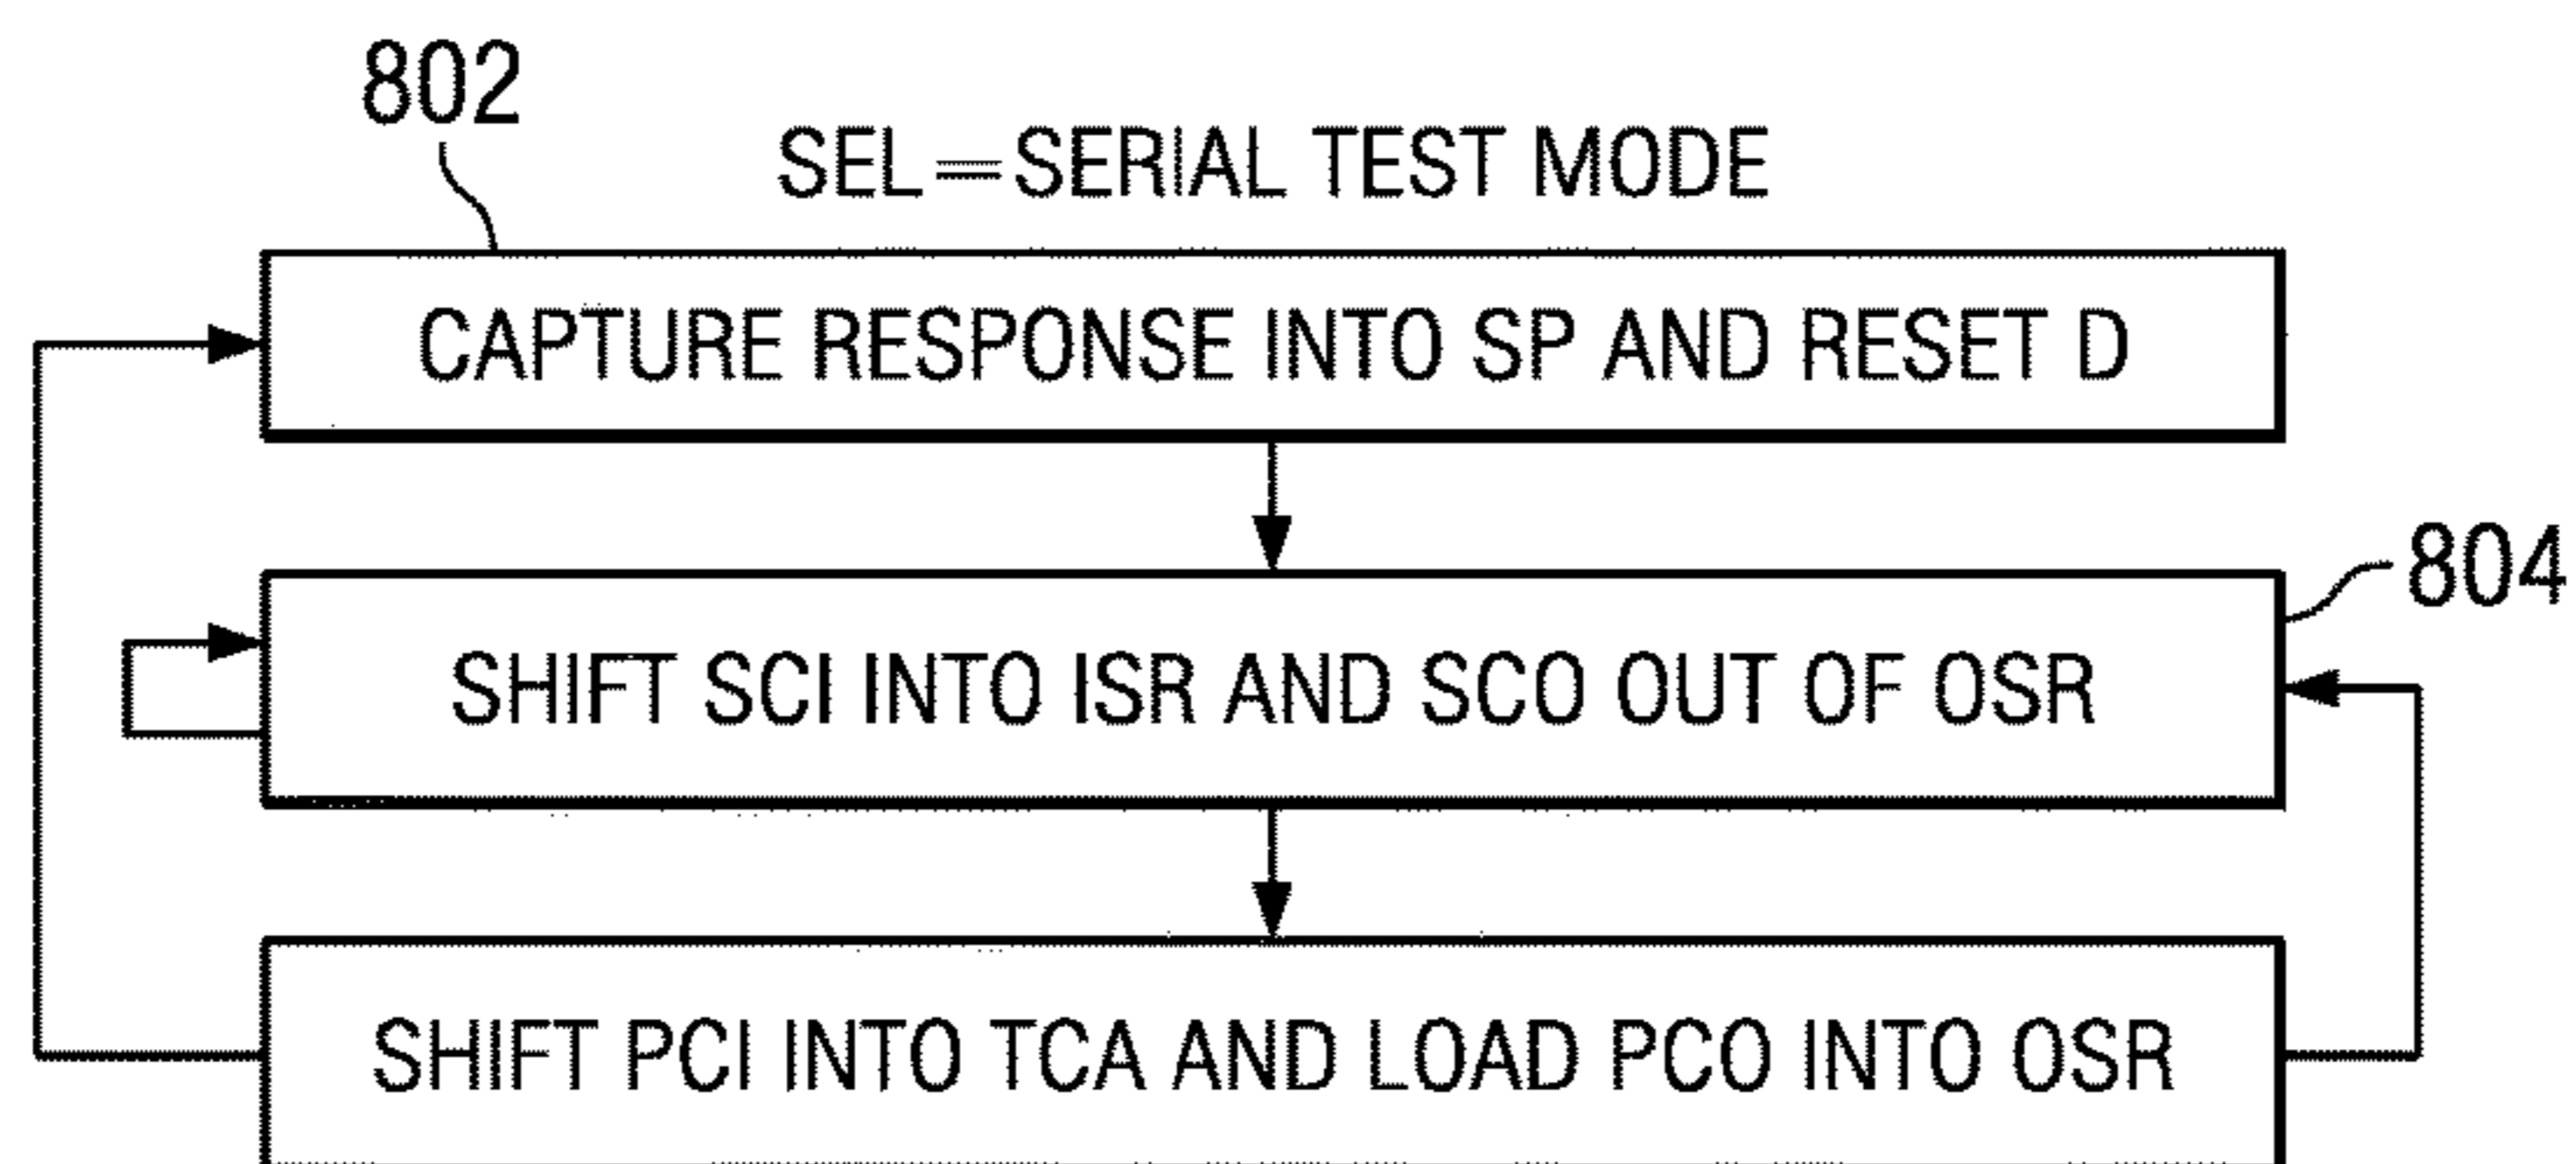 802
SEL=SERIAL TEST MODE
CAPTURE RESPONSE INTO SP AND RESET D
804
SHIFT SCI INTO ISR AND SCO OUT OF OSR
SHIFT PCI INTO TCA AND LOAD PCO INTO OSR